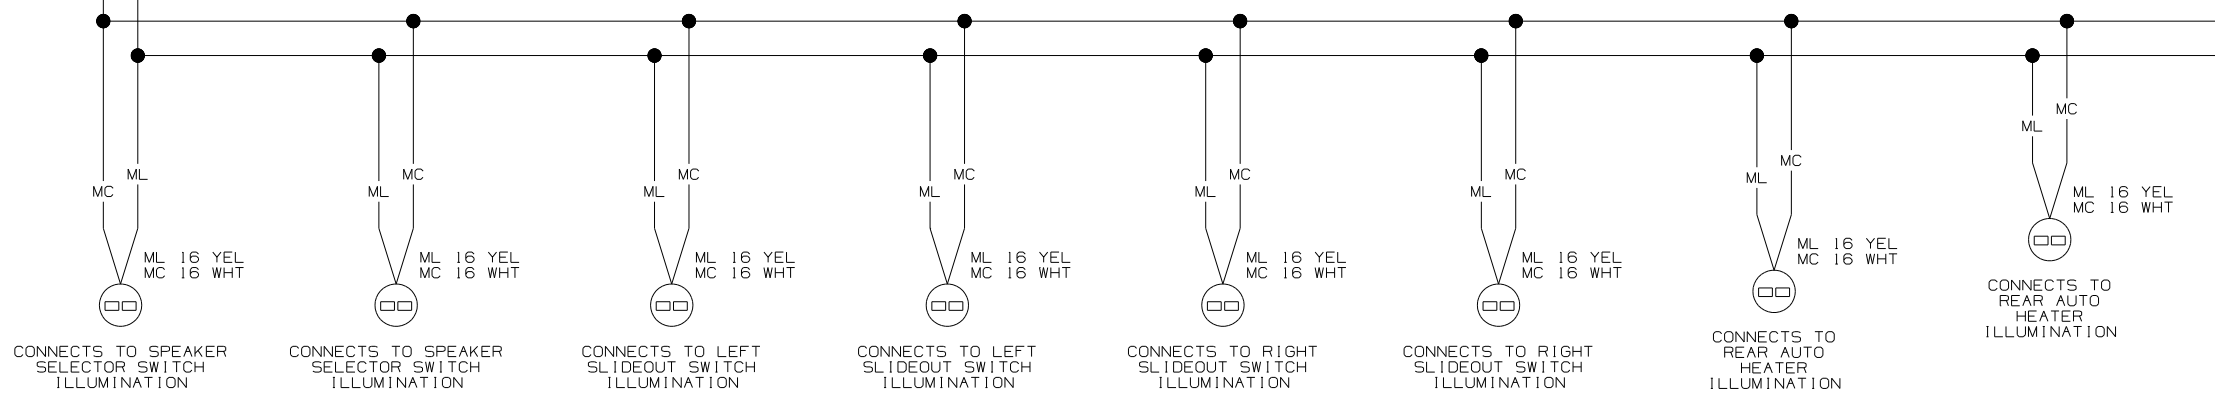 MC
ML
ML 16 YEL
MC 16 WHT
CONNECTS TO SPEAKER
SELECTOR SWITCH
ILLUMINATION
ML
MC
ML 16 YEL
MC 16 WHT
CONNECTS TO SPEAKER
SELECTOR SWITCH
ILLUMINATION
ML
MC
ML 16 YEL
MC 16 WHT
CONNECTS TO LEFT
SLIDEOUT SWITCH
ILLUMINATION
ML
MC
ML 16 YEL
MC 16 WHT
CONNECTS TO LEFT
SLIDEOUT SWITCH
ILLUMINATION
ML
MC
ML 16 YEL
MC 16 WHT
CONNECTS TO RIGHT
SLIDEOUT SWITCH
ILLUMINATION
ML
MC
ML 16 YEL
MC 16 WHT
CONNECTS TO RIGHT
SLIDEOUT SWITCH
ILLUMINATION
ML
MC
ML 16 YEL
MC 16 WHT
CONNECTS TO
REAR AUTO
HEATER
ILLUMINATION
ML
MC
ML 16 YEL
MC 16 WHT
CONNECTS TO
REAR AUTO
HEATER
ILLUMINATION